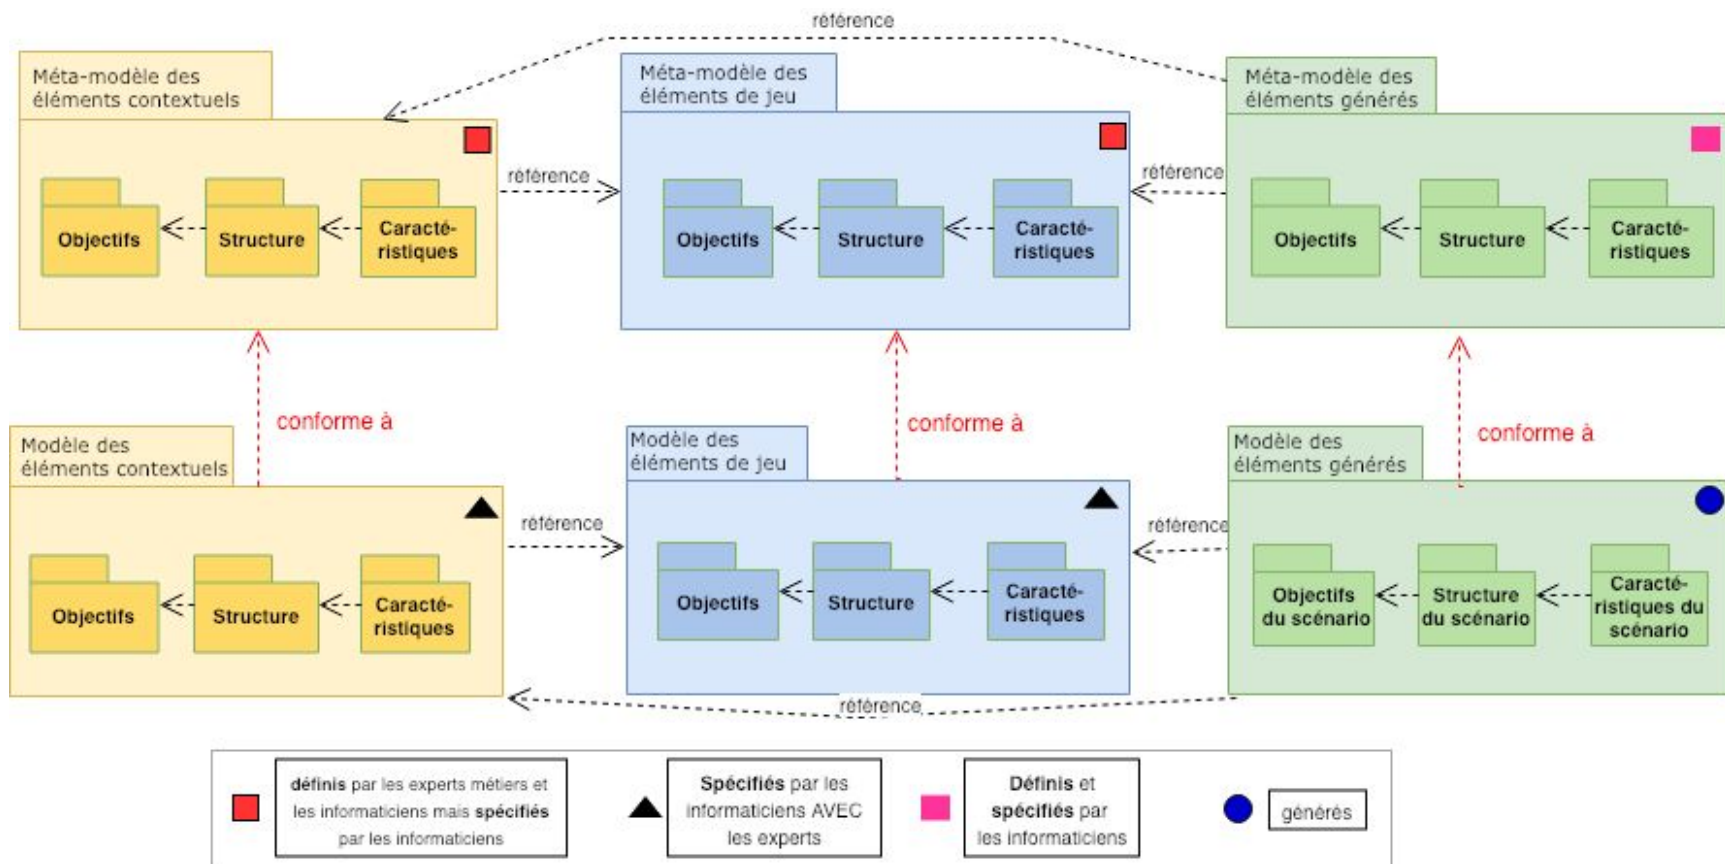 référence
Méta-modèle des
éléments contextuels
Méta-modèle des
éléments de jeu
Méta-modèle des
éléments générés
référence
référence
Objectifs
Structure
Caracté-
ristiques
Objectifs
Structure
Caracté-
ristiques
Objectifs
Structure
Caracté-
ristiques
conforme à
conforme à
conforme à
Modèle des
éléments contextuels
Modèle des
éléments de jeu
Modèle des
éléments générés
référence
référence
Objectifs
Structure
Caracté-
ristiques
Objectifs
Structure
Caracté-
ristiques
Objectifs
du scénario
Structure
du scénario
Caracté-
ristiques du
scénario
référence
définis par les experts métiers et
les informaticiens mais spécifiés
par les informaticiens
Spécifiés par les
informaticiens AVEC
les experts
Définis et
spécifiés par
les informaticiens
générés